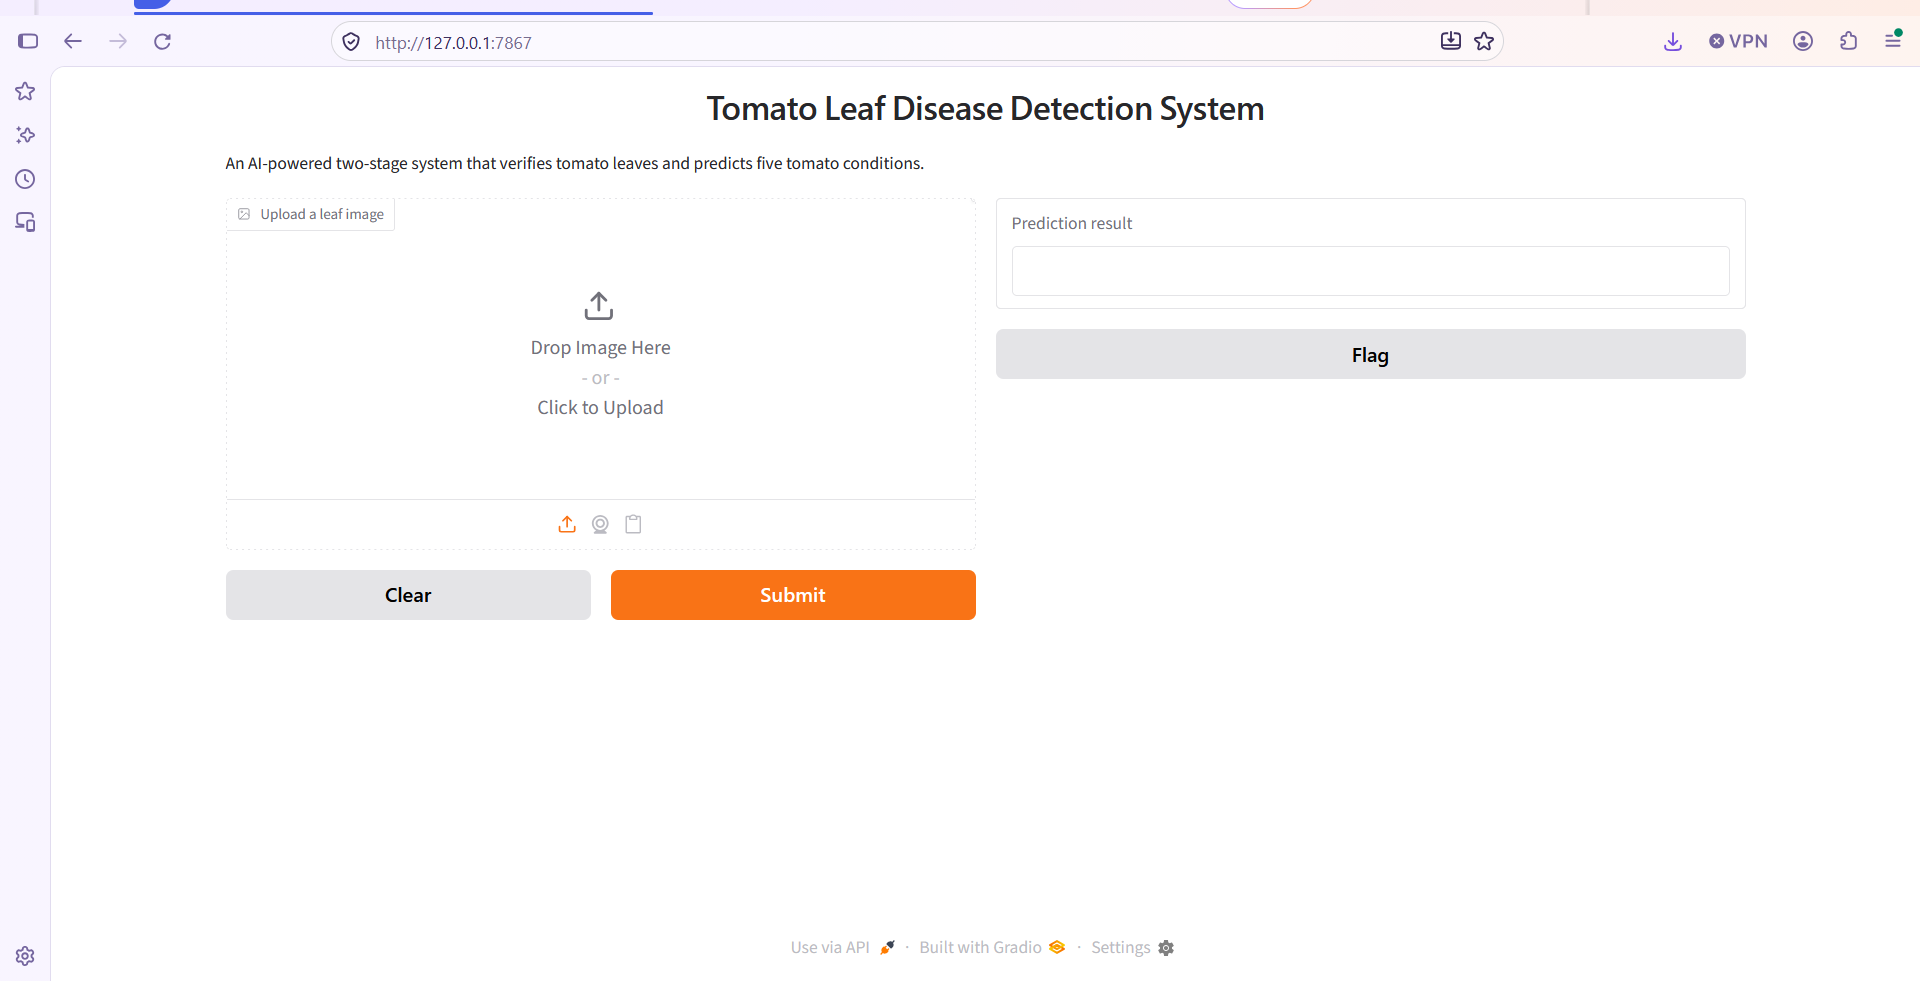 http://127.0.0.1:7867
VPN
Tomato Leaf Disease Detection System
An AI-powered two-stage system that verifies tomato leaves and predicts five tomato conditions.
Upload a leaf image
Drop Image Here
- or -
Click to Upload
Clear
Submit
Prediction result
Flag
Use via API · Built with Gradio · Settings